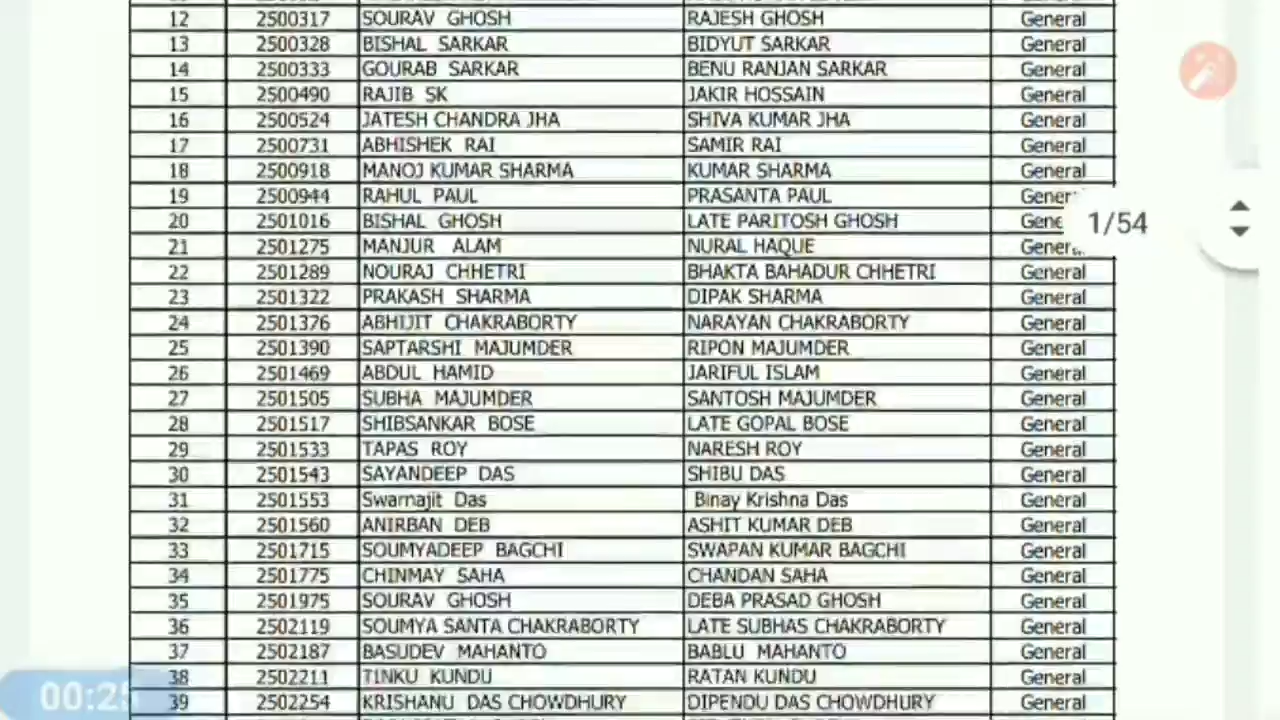 12 2500317 SOURAV GHOSH RAJESH GHOSH General
13 2500328 BISHAL SARKAR BIDYUT SARKAR General
14 2500333 GOURAB SARKAR BENU RANJAN SARKAR General
15 2500490 RAJIB SK JAKIR HOSSAIN General
16 2500524 JATESH CHANDRA JHA SHIVA KUMAR JHA General
17 2500731 ABHISHEK RAI SAMIR RAI General
18 2500918 MANOJ KUMAR SHARMA KUMAR SHARMA General
19 2500944 RAHUL PAUL PRASANTA PAUL
20 2501016 BISHAL GHOSH LATE PARITOSH GHOSH
1/54
21 2501275 MANJUR ALAM NURAL HAQUE
22 2501289 NOURAJ CHHETRI BHAKTA BAHADUR CHHETRI General
23 2501322 PRAKASH SHARMA DIPAK SHARMA General
24 2501376 ABHIJIT CHAKRABORTY NARAYAN CHAKRABORTY General
25 2501390 SAPTARSHI MAJUMDER RIPON MAJUMDER General
26 2501469 ABDUL HAMID JARIFUL ISLAM General
27 2501505 SUBHA MAJUMDER SANTOSH MAJUMDER General
28 2501517 SHIBSANKAR BOSE LATE GOPAL BOSE General
29 2501533 TAPAS ROY NARESH ROY General
30 2501543 SAYANDEEP DAS SHIBU DAS General
31 2501553 Swarnajit Das Binay Krishna Das General
32 2501560 ANIRBAN DEB ASHIT KUMAR DEB General
33 2501715 SOUMYADEEP BAGCHI SWAPAN KUMAR BAGCHI General
34 2501775 CHINMAY SAHA CHANDAN SAHA General
35 2501975 SOURAV GHOSH DEBA PRASAD GHOSH General
36 2502119 SOUMYA SANTA CHAKRABORTY LATE SUBHAS CHAKRABORTY General
37 2502187 BASUDEV MAHANTO BABLU MAHANTO General
38 2502211 TINKU KUNDU RATAN KUNDU General
39 2502254 KRISHANU DAS CHOWDHURY DIPENDU DAS CHOWDHURY General
00:25